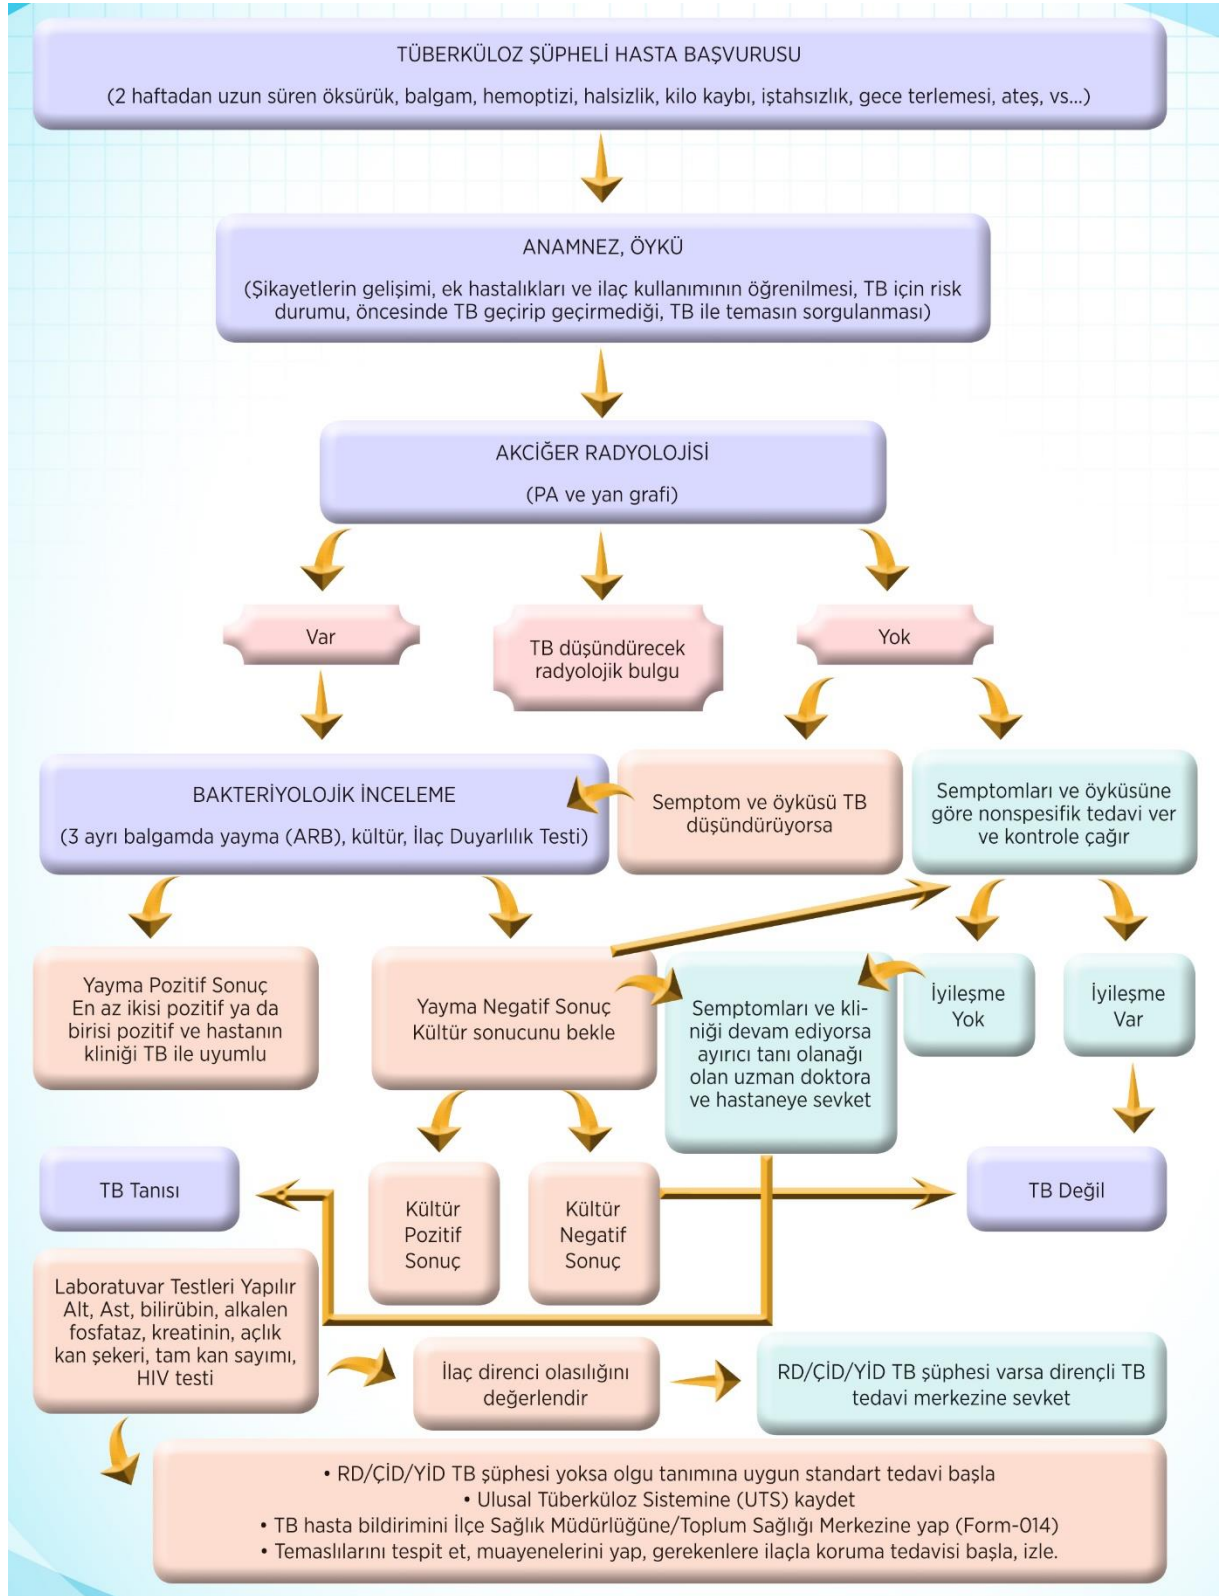 TÜBERKÜLOZ ŞÜPHELİ HASTA BAŞVURUSU
(2 haftadan uzun süren öksürük, balgam, hemoptizi, halsizlik, kilo kaybı, iştahsızlık, gece terlemesi, ateş, vs...)
ANAMNEZ, ÖYKÜ
(Şikayetlerin gelişimi, ek hastalıkları ve ilaç kullanımının öğrenilmesi, TB için risk
durumu, öncesinde TB geçirip geçirmediği, TB ile temasın sorgulanması)
AKCİĞER RADYOLOJİSİ
(PA ve yan grafi)
Var
TB düşündürecek
radyolojik bulgu
Yok
BAKTERİYOLOJİK İNCELEME
(3 ayrı balgamda yayma (ARB), kültür, İlaç Duyarlılık Testi)
Semptom ve öyküsü TB
düşündürüyorsa
Semptomları ve öyküsüne
göre nonspesifik tedavi ver
ve kontrole çağır
Yayma Pozitif Sonuç
En az ikisi pozitif ya da
birisi pozitif ve hastanın
kliniği TB ile uyumlu
Yayma Negatif Sonuç
Kültür sonucunu bekle
Semptomları ve kli-
niği devam ediyorsa
ayırıcı tanı olanağı
olan uzman doktora
ve hastaneye sevket
İyileşme
Yok
İyileşme
Var
TB Tanısı
Kültür
Pozitif
Sonuç
Kültür
Negatif
Sonuç
TB Değil
Laboratuvar Testleri Yapılır
Alt, Ast, bilirübin, alkalen
fosfataz, kreatinin, açlık
kan şekeri, tam kan sayımı,
HIV testi
İlaç direnci olasılığını
değerlendir
RD/ÇİD/YİD TB şüphesi varsa dirençli TB
tedavi merkezine sevket
• RD/ÇİD/YİD TB şüphesi yoksa olgu tanımına uygun standart tedavi başla
• Ulusal Tüberküloz Sistemine (UTS) kaydet
• TB hasta bildirimini İlçe Sağlık Müdürlüğüne/Toplum Sağlığı Merkezine yap (Form-014)
• Temaslılarını tespit et, muayenelerini yap, gerekenlere ilaçla koruma tedavisi başla, izle.